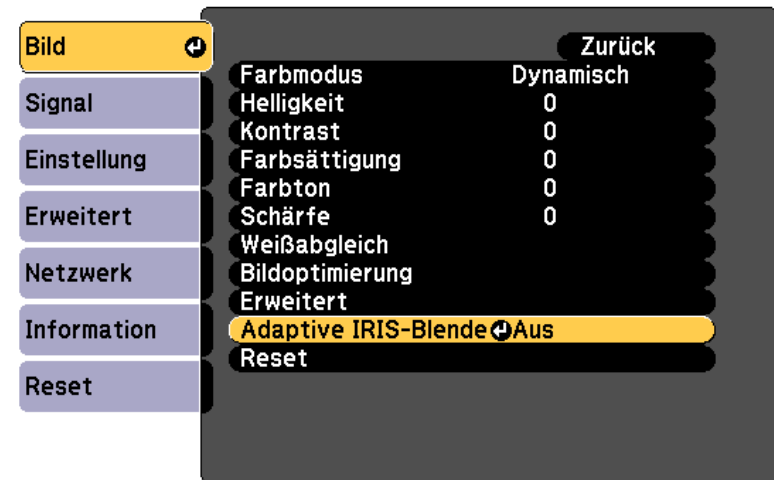 Bild
Signal
Einstellung
Erweitert
Netzwerk
Information
Reset
Zurück
Farbmodus Dynamisch
Helligkeit 0
Kontrast 0
Farbsättigung 0
Farbton 0
Schärfe 0
Weißabgleich
Bildoptimierung
Erweitert
Adaptive IRIS-Blende Aus
Reset